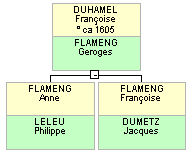 DUHAMEL
Françoise
° ca 1605
FLAMENG
Geroges
FLAMENG
Anne
LELEU
Philippe
FLAMENG
Françoise
DUMETZ
Jacques